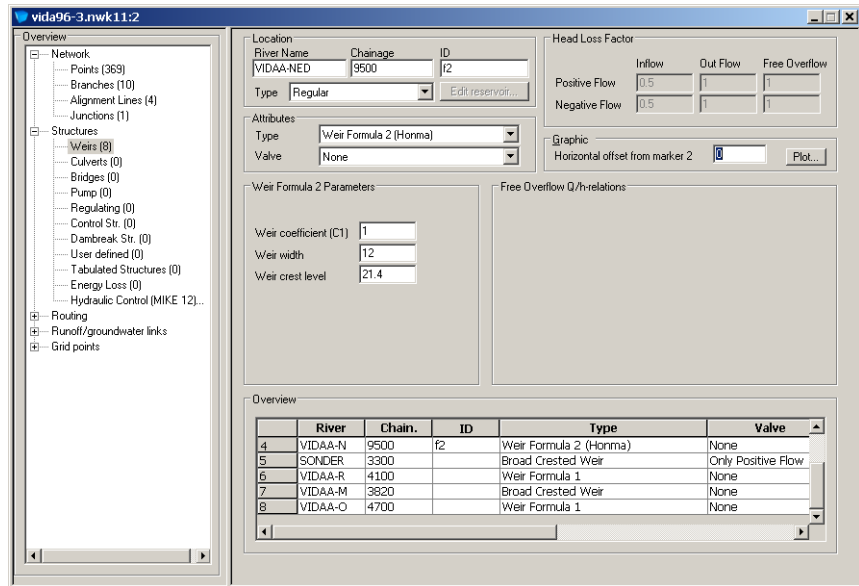 vida96-3.nwk11:2
Overview
Network
Points (369)
Branches (10)
Alignment Lines (4)
Junctions (1)
Structures
Weirs (8)
Culverts (0)
Bridges (0)
Pump (0)
Regulating (0)
Control Str. (0)
Dambreak Str. (0)
User defined (0)
Tabulated Structures (0)
Energy Loss (0)
Hydraulic Control (MIKE 12)...
Routing
Runoff/groundwater links
Grid points
Location
River Name Chainage ID
VIDAA-NED 9500 f2
Type Regular Edit reservoir...
Head Loss Factor
Inflow Out Flow Free Overflow
Positive Flow 0.5 1 1
Negative Flow 0.5 1 1
Attributes
Type Weir Formula 2 (Honma)
Valve None
Graphic
Horizontal offset from marker 2 0 Plot...
Weir Formula 2 Parameters
Weir coefficient (C1) 1
Weir width 12
Weir crest level 21.4
Free Overflow Q/h-relations
Overview
River Chain. ID Type Valve
4 VIDAA-N 9500 f2 Weir Formula 2 (Honma) None
5 SONDER 3300 Broad Crested Weir Only Positive Flow
6 VIDAA-R 4100 Weir Formula 1 None
7 VIDAA-M 3820 Broad Crested Weir None
8 VIDAA-O 4700 Weir Formula 1 None